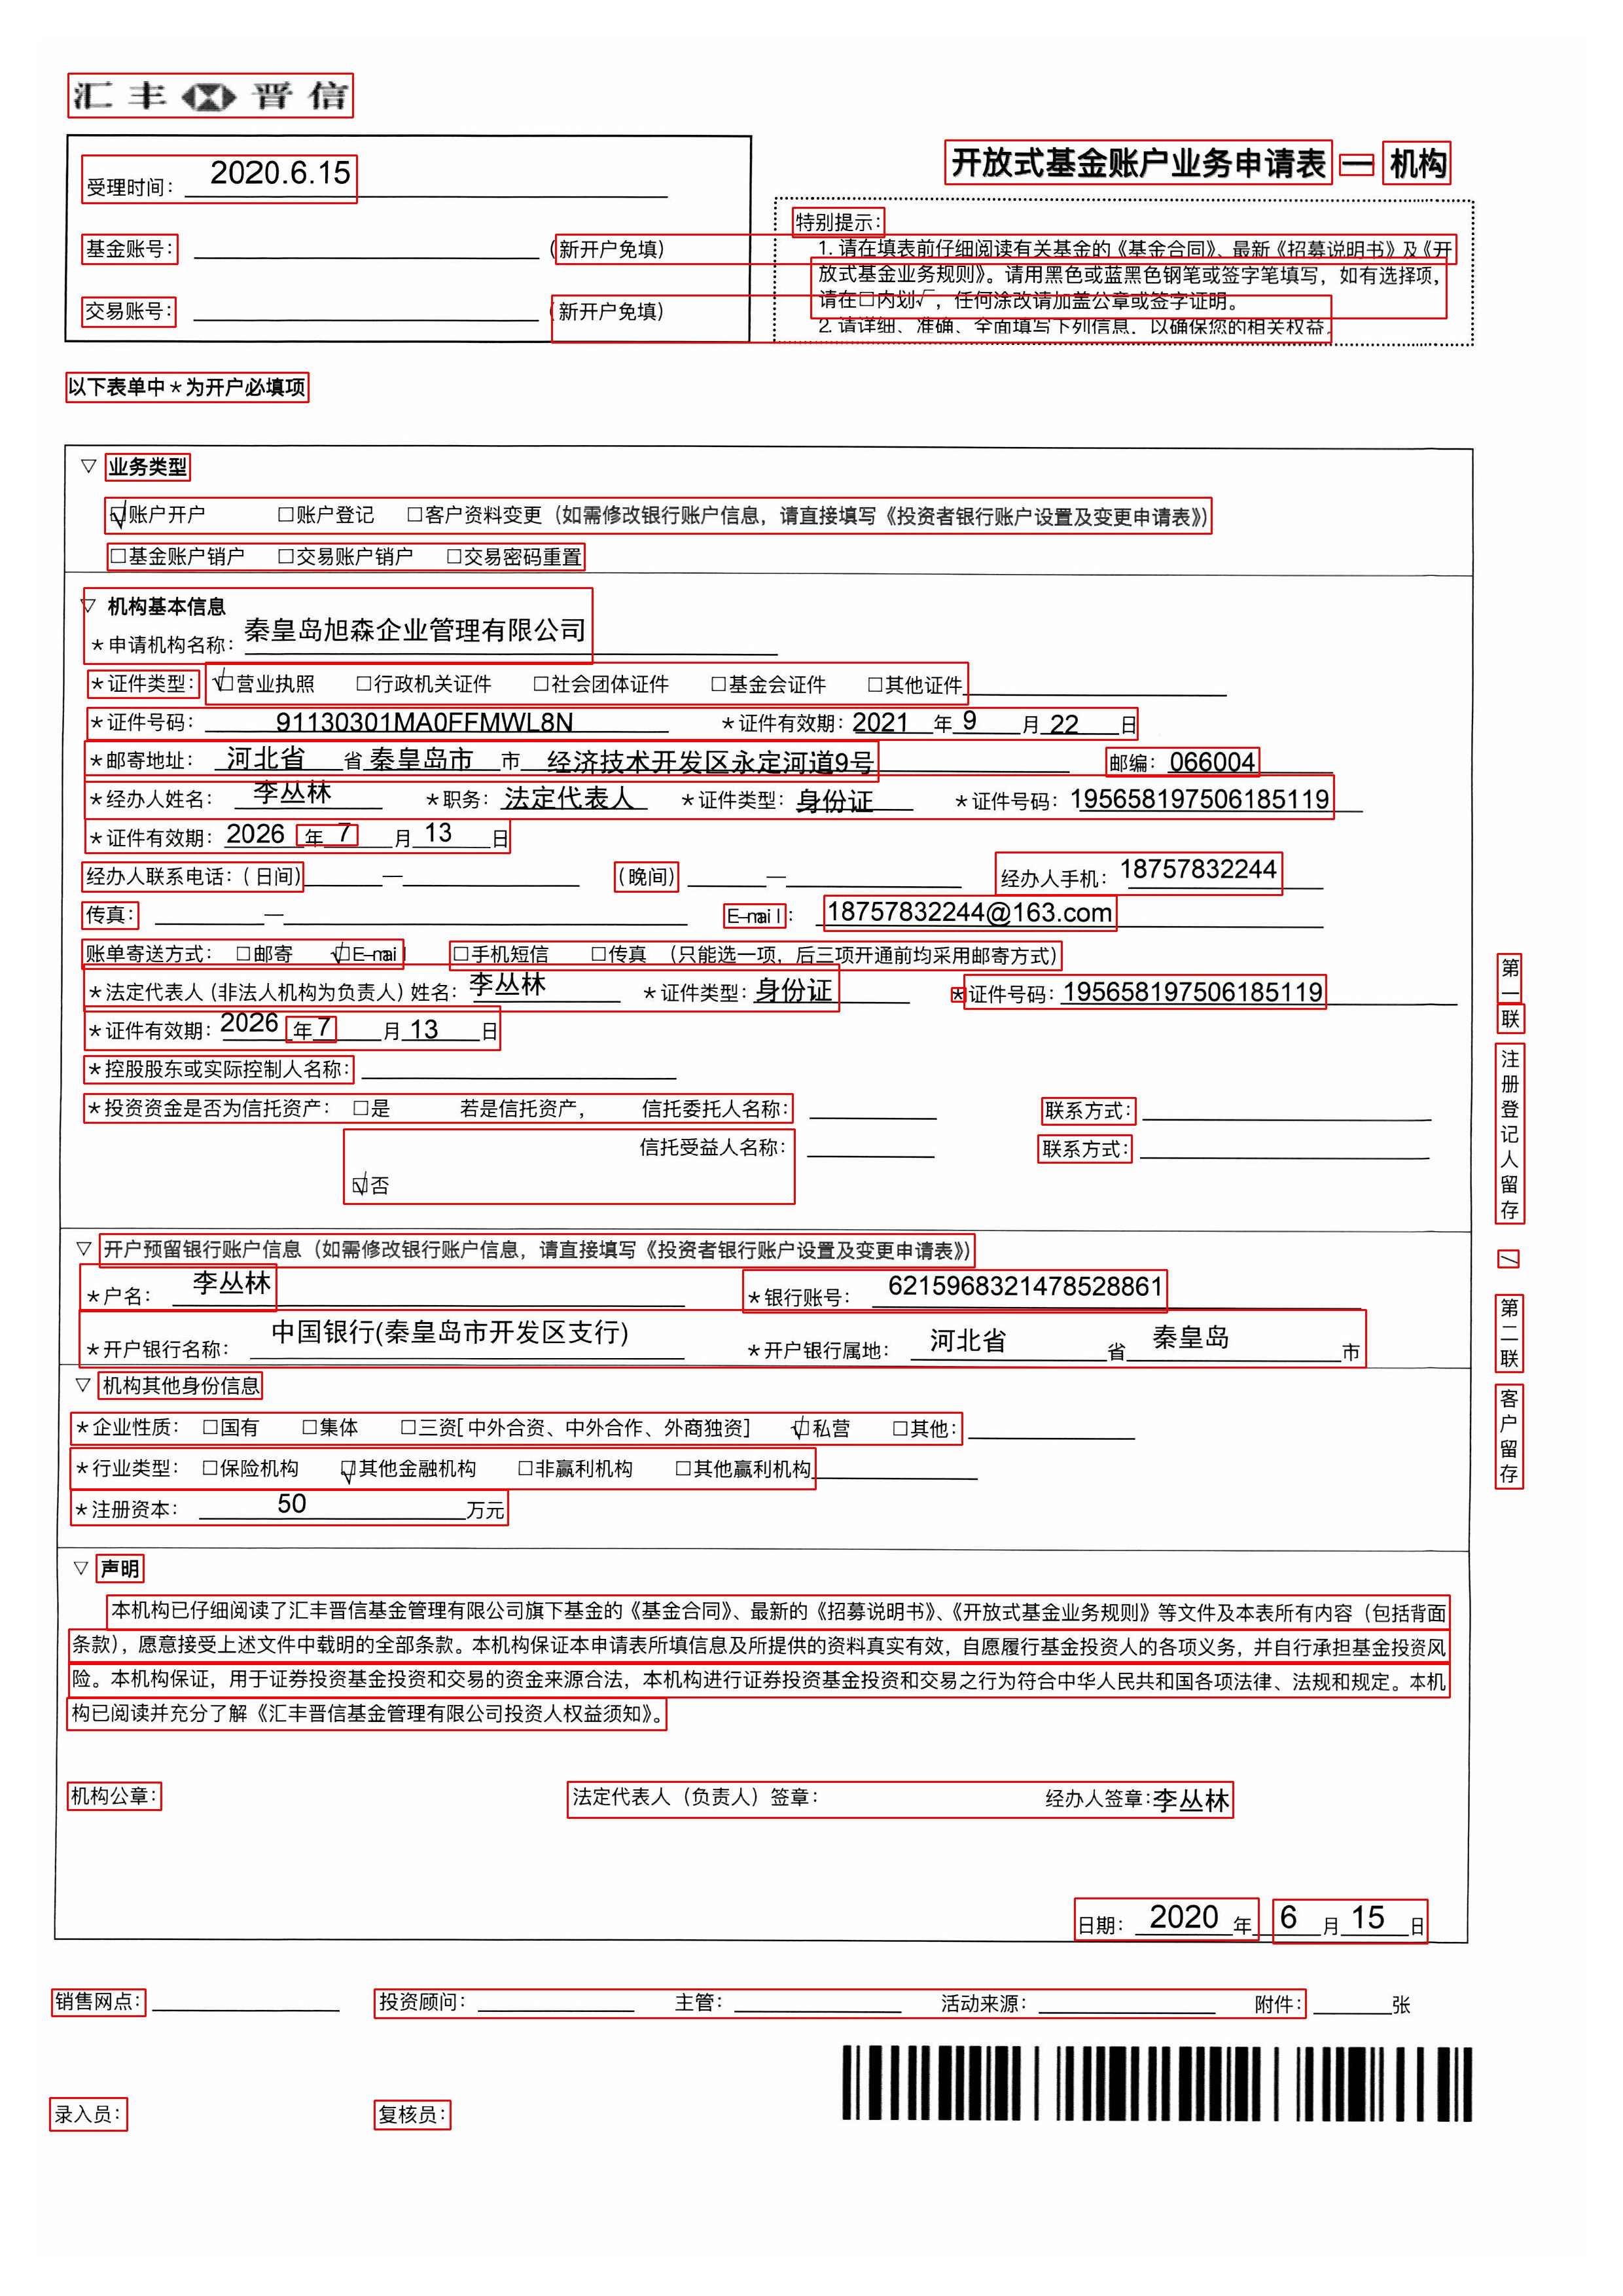 汇丰 晋信
开放式基金账户业务申请表 — 机构
受理时间: 2020.6.15
基金账号: (新开户免填)
交易账号: (新开户免填)
特别提示:
1. 请在填表前仔细阅读有关基金的《基金合同》、最新《招募说明书》及《开
放式基金业务规则》。请用黑色或蓝黑色钢笔或签字笔填写，如有选择项，
请在□内划√，任何涂改请加盖公章或签字证明。
2. 请详细、准确、全面填写下列信息，以确保您的相关权益。
以下表单中*为开户必填项
▽ 业务类型
☑账户开户 □账户登记 □客户资料变更（如需修改银行账户信息，请直接填写《投资者银行账户设置及变更申请表》）
□基金账户销户 □交易账户销户 □交易密码重置
▽ 机构基本信息
*申请机构名称: 秦皇岛旭森企业管理有限公司
*证件类型: ☑营业执照 □行政机关证件 □社会团体证件 □基金会证件 □其他证件
*证件号码: 91130301MA0FFMWL8N *证件有效期: 2021 年 9 月 22 日
*邮寄地址: 河北省 省 秦皇岛市 市 经济技术开发区永定河道9号 邮编: 066004
*经办人姓名: 李丛林 *职务: 法定代表人 *证件类型: 身份证 *证件号码: 195658197506185119
*证件有效期: 2026 年 7 月 13 日
经办人联系电话:(日间) — (晚间) — 经办人手机: 18757832244
传真: — E-mail: 18757832244@163.com
账单寄送方式: □邮寄 ☑E-mail □手机短信 □传真 （只能选一项，后三项开通前均采用邮寄方式）
*法定代表人(非法人机构为负责人)姓名: 李丛林 *证件类型: 身份证 *证件号码: 195658197506185119
*证件有效期: 2026 年 7 月 13 日
*控股股东或实际控制人名称:
*投资资金是否为信托资产: □是 若是信托资产， 信托委托人名称: 联系方式:
信托受益人名称: 联系方式:
☑否
▽ 开户预留银行账户信息（如需修改银行账户信息，请直接填写《投资者银行账户设置及变更申请表》）
*户名: 李丛林 *银行账号: 6215968321478528861
*开户银行名称: 中国银行(秦皇岛市开发区支行) *开户银行属地: 河北省 省 秦皇岛 市
▽ 机构其他身份信息
*企业性质: □国有 □集体 □三资[中外合资、中外合作、外商独资] ☑私营 □其他:
*行业类型: □保险机构 ☑其他金融机构 □非赢利机构 □其他赢利机构
*注册资本: 50 万元
▽ 声明
本机构已仔细阅读了汇丰晋信基金管理有限公司旗下基金的《基金合同》、最新的《招募说明书》、《开放式基金业务规则》等文件及本表所有内容（包括背面
条款），愿意接受上述文件中载明的全部条款。本机构保证本申请表所填信息及所提供的资料真实有效，自愿履行基金投资人的各项义务，并自行承担基金投资风
险。本机构保证，用于证券投资基金投资和交易的资金来源合法，本机构进行证券投资基金投资和交易之行为符合中华人民共和国各项法律、法规和规定。本机
构已阅读并充分了解《汇丰晋信基金管理有限公司投资人权益须知》。
机构公章: 法定代表人（负责人）签章: 经办人签章:李丛林
日期: 2020 年 6 月 15 日
第一联 注册登记人留存 / 第二联 客户留存
销售网点: 投资顾问: 主管: 活动来源: 附件: 张
录入员: 复核员: